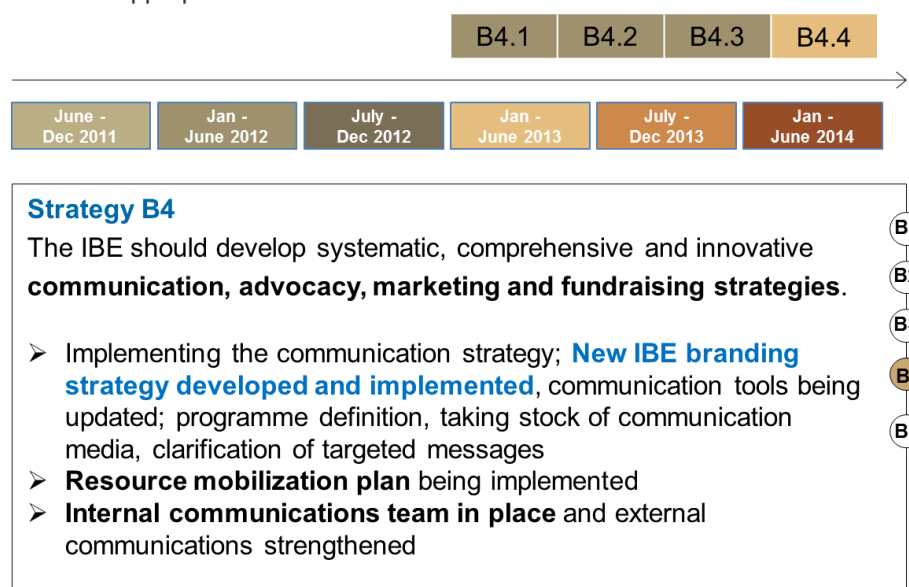 B4.1 B4.2 B4.3 B4.4
June - Dec 2011
Jan - June 2012
July - Dec 2012
Jan - June 2013
July - Dec 2013
Jan - June 2014
Strategy B4
The IBE should develop systematic, comprehensive and innovative
communication, advocacy, marketing and fundraising strategies.
➢ Implementing the communication strategy; New IBE branding
strategy developed and implemented, communication tools being
updated; programme definition, taking stock of communication
media, clarification of targeted messages
➢ Resource mobilization plan being implemented
➢ Internal communications team in place and external
communications strengthened
B
B
B
B
B